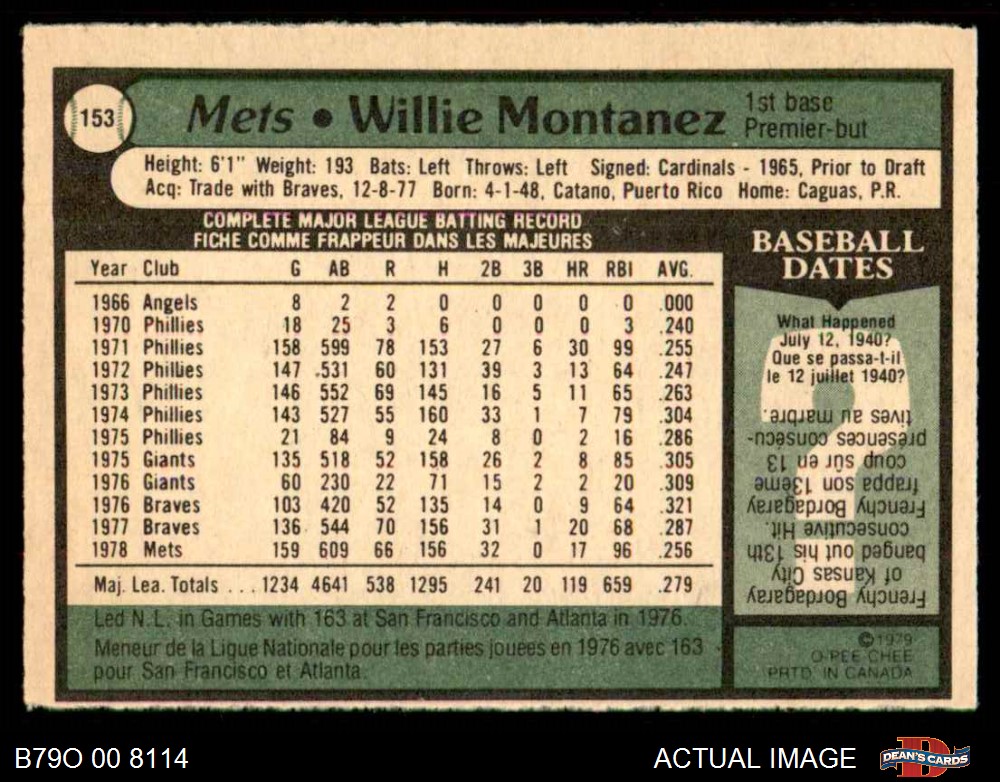 153
Mets • Willie Montanez
1st base
Premier-but
Height: 6'1" Weight: 193 Bats: Left Throws: Left Signed: Cardinals - 1965, Prior to Draft
Acq: Trade with Braves, 12-8-77 Born: 4-1-48, Catano, Puerto Rico Home: Caguas, P.R.
COMPLETE MAJOR LEAGUE BATTING RECORD
FICHE COMME FRAPPEUR DANS LES MAJEURES
Year Club G AB R H 2B 3B HR RBI AVG.
1966 Angels 8 2 2 0 0 0 0 0 .000
1970 Phillies 18 25 3 6 0 0 0 3 .240
1971 Phillies 158 599 78 153 27 6 30 99 .255
1972 Phillies 147 531 60 131 39 3 13 64 .247
1973 Phillies 146 552 69 145 16 5 11 65 .263
1974 Phillies 143 527 55 160 33 1 7 79 .304
1975 Phillies 21 84 9 24 8 0 2 16 .286
1975 Giants 135 518 52 158 26 2 8 85 .305
1976 Giants 60 230 22 71 15 2 2 20 .309
1976 Braves 103 420 52 135 14 0 9 64 .321
1977 Braves 136 544 70 156 31 1 20 68 .287
1978 Mets 159 609 66 156 32 0 17 96 .256
Maj. Lea. Totals ... 1234 4641 538 1295 241 20 119 659 .279
Led N.L. in Games with 163 at San Francisco and Atlanta in 1976.
Meneur de la Ligue Nationale pour les parties jouees en 1976 avec 163
pour San Francisco et Atlanta.
BASEBALL
DATES
What Happened
July 12, 1940?
Que se passa-t-il
le 12 juillet 1940?
Frenchy Bordagaray
of Kansas City
banged out his 13th
consecutive Hit.
Frenchy Bordagaray
frappa son 13ème
coup sûr en 13
présences consécu-
tives au marbre.
©1979
O-PEE-CHEE
PRTD. IN CANADA
B79O 00 8114
ACTUAL IMAGE
D
DEAN'S CARDS